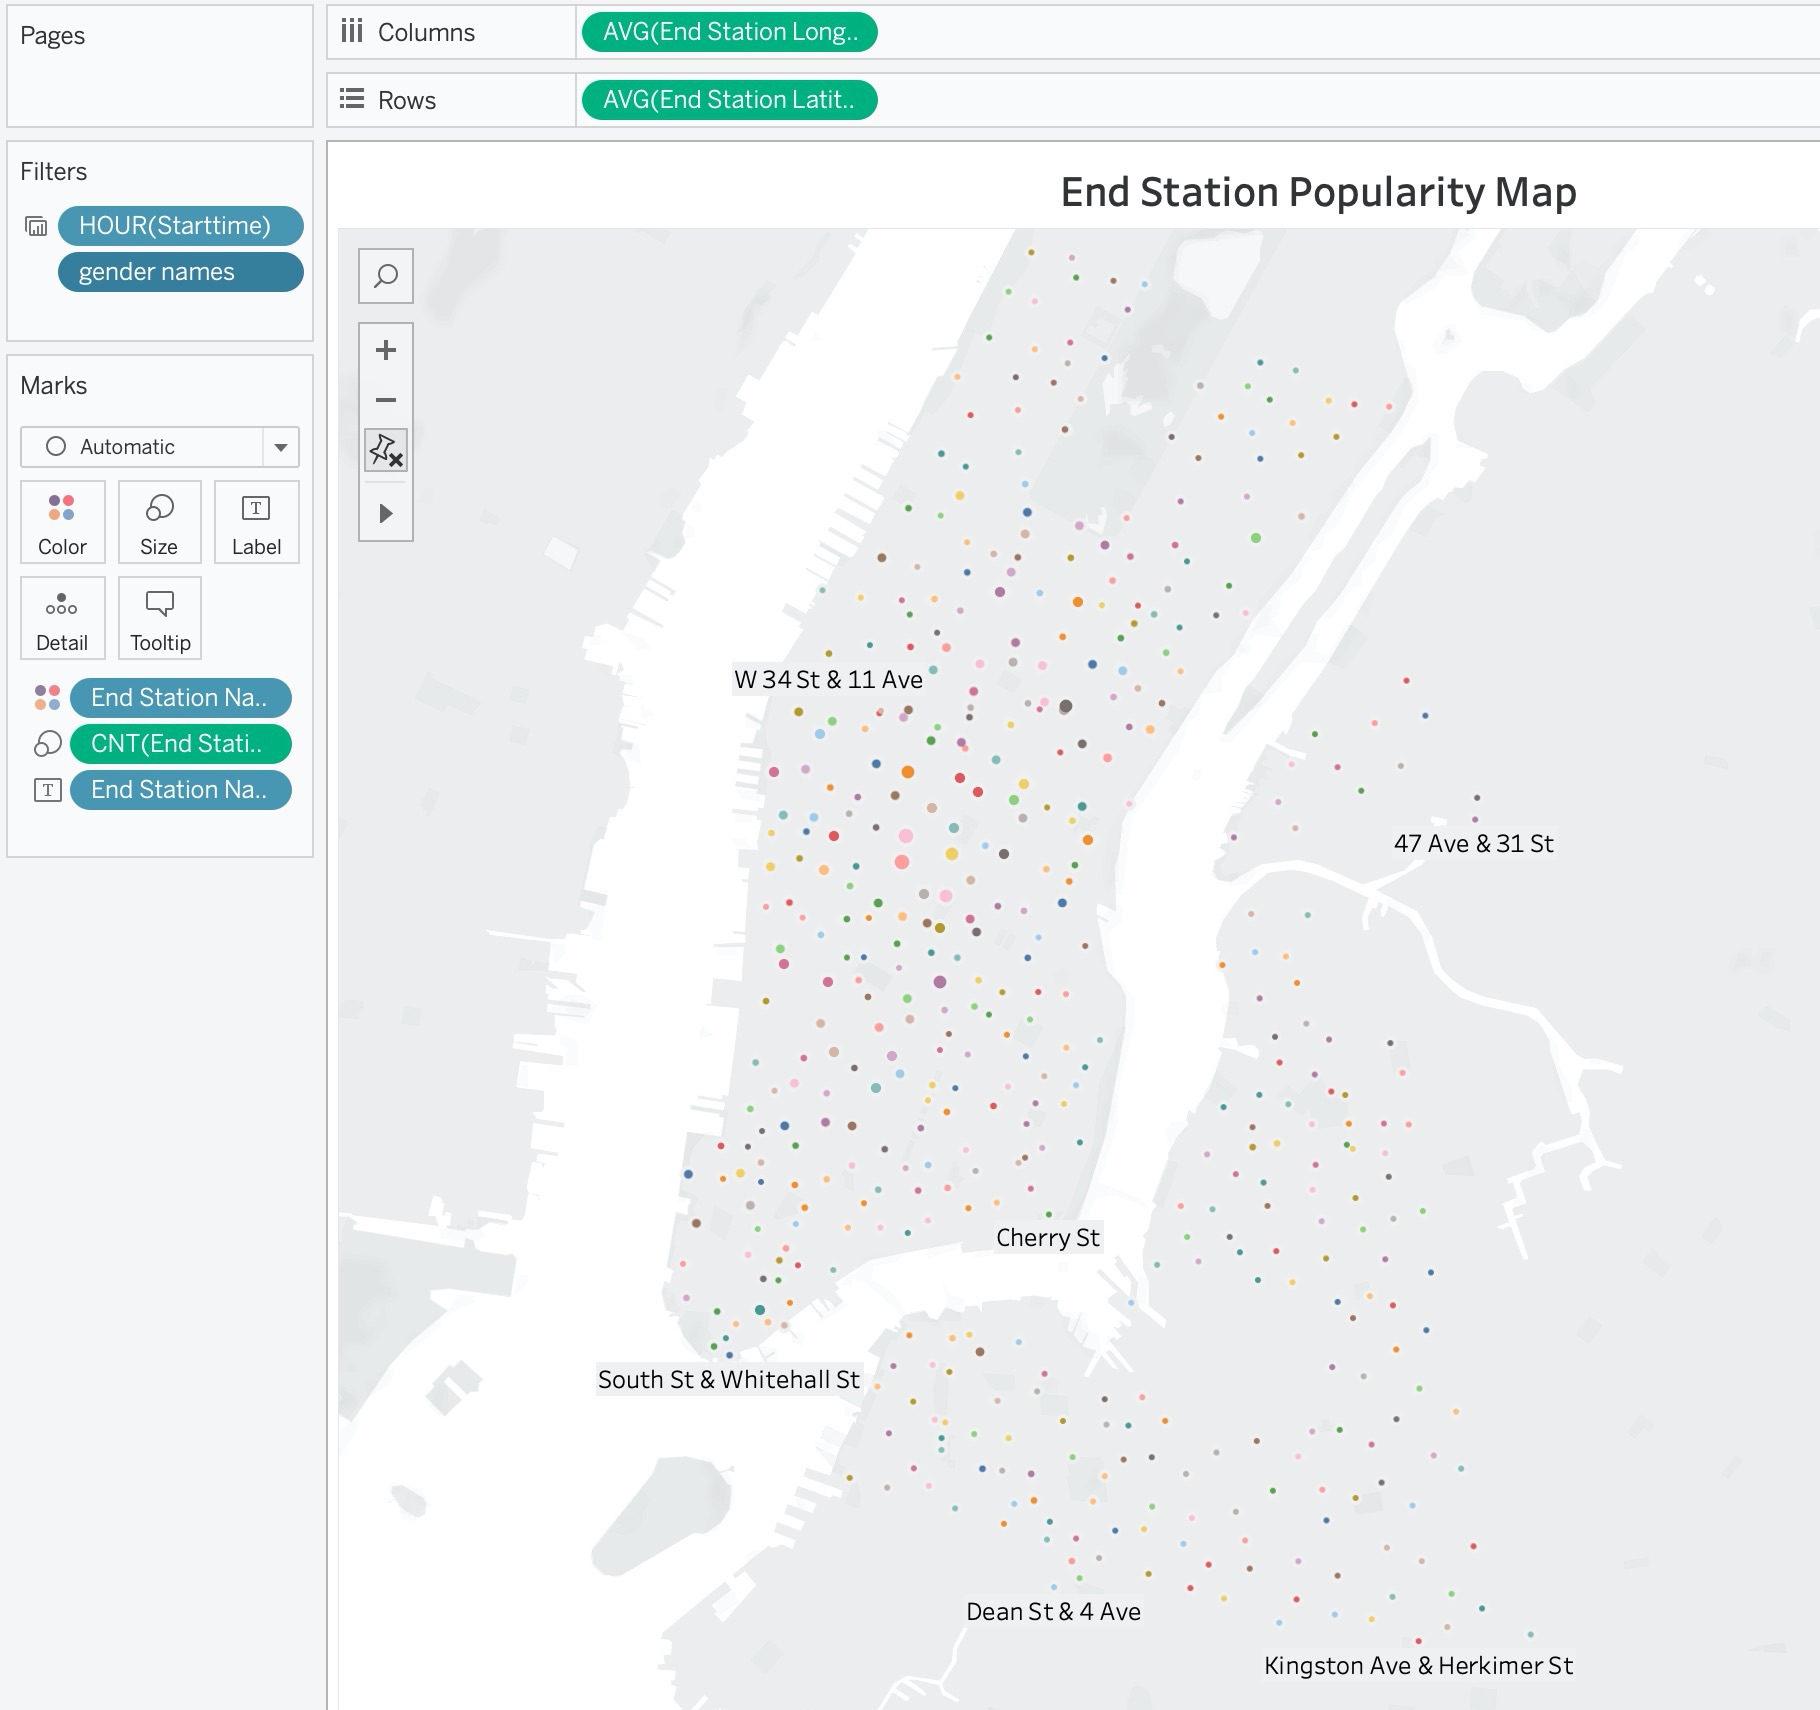 Pages
Columns
AVG(End Station Long..
Rows
AVG(End Station Latit..
Filters
HOUR(Starttime)
gender names
Marks
Automatic
Color
Size
T
Label
Detail
Tooltip
End Station Na..
CNT(End Stati..
T
End Station Na..
End Station Popularity Map
W 34 St & 11 Ave
47 Ave & 31 St
Cherry St
South St & Whitehall St
Dean St & 4 Ave
Kingston Ave & Herkimer St